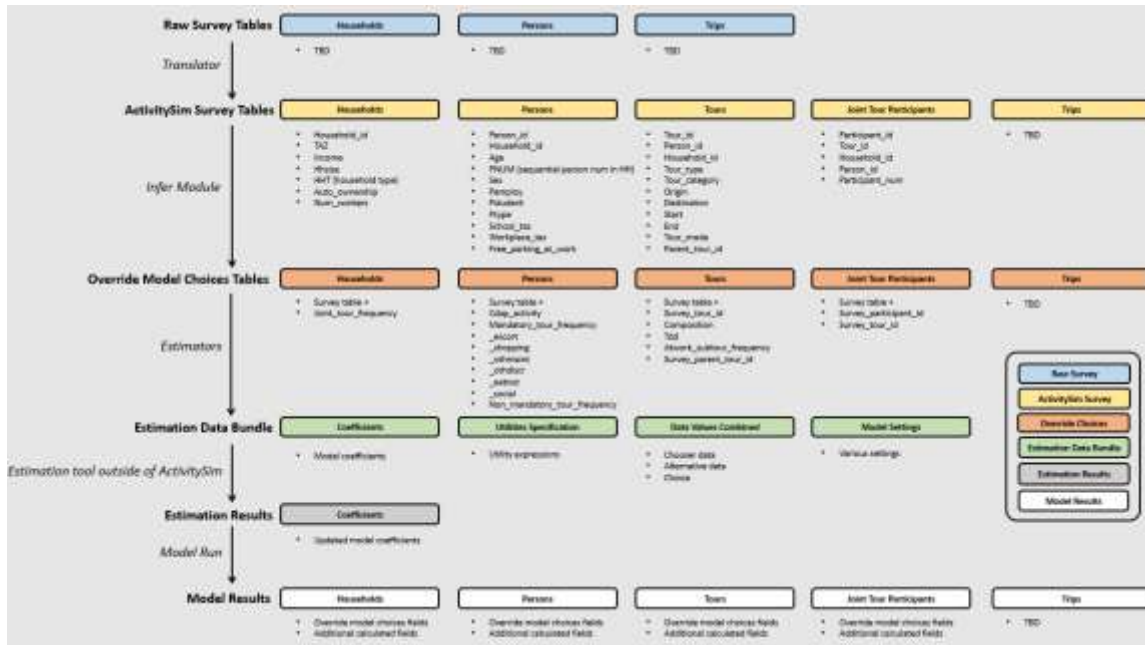 Raw Survey Tables
Households
Persons
Trips
TBD
TBD
TBD
Translator
ActivitySim Survey Tables
Households
Persons
Tours
Joint Tour Participants
Trips
Household_id
TAZ
Income
Hhsize
HHT (household type)
Auto_ownership
Num_workers
Person_id
Household_id
Age
PNUM (sequential person num in HH)
Sex
Pemploy
Pstudent
Ptype
School_taz
Workplace_taz
Free_parking_at_work
Tour_id
Person_id
Household_id
Tour_type
Tour_category
Origin
Destination
Start
End
Tour_mode
Parent_tour_id
Participant_id
Tour_id
Household_id
Person_id
Participant_num
TBD
Infer Module
Override Model Choices Tables
Households
Persons
Tours
Joint Tour Participants
Trips
Survey table +
Joint_tour_frequency
Survey table +
Cdap_activity
Mandatory_tour_frequency
_escort
_shopping
_othmaint
_othdiscr
_eatout
_social
Non_mandatory_tour_frequency
Survey table +
Survey_tour_id
Composition
Tdd
Atwork_subtour_frequency
Survey_parent_tour_id
Survey table +
Survey_participant_id
Survey_tour_id
TBD
Estimators
Estimation Data Bundle
Coefficients
Utilities Specification
Data Values Combined
Model Settings
Model coefficients
Utility expressions
Chooser data
Alternative data
Choice
Various settings
Estimation tool outside of ActivitySim
Estimation Results
Coefficients
Updated model coefficients
Model Run
Model Results
Households
Persons
Tours
Joint Tour Participants
Trips
Override model choices fields
Additional calculated fields
Override model choices fields
Additional calculated fields
Override model choices fields
Additional calculated fields
Override model choices fields
Additional calculated fields
TBD
Raw Survey
ActivitySim Survey
Override Choices
Estimation Data Bundle
Estimation Results
Model Results